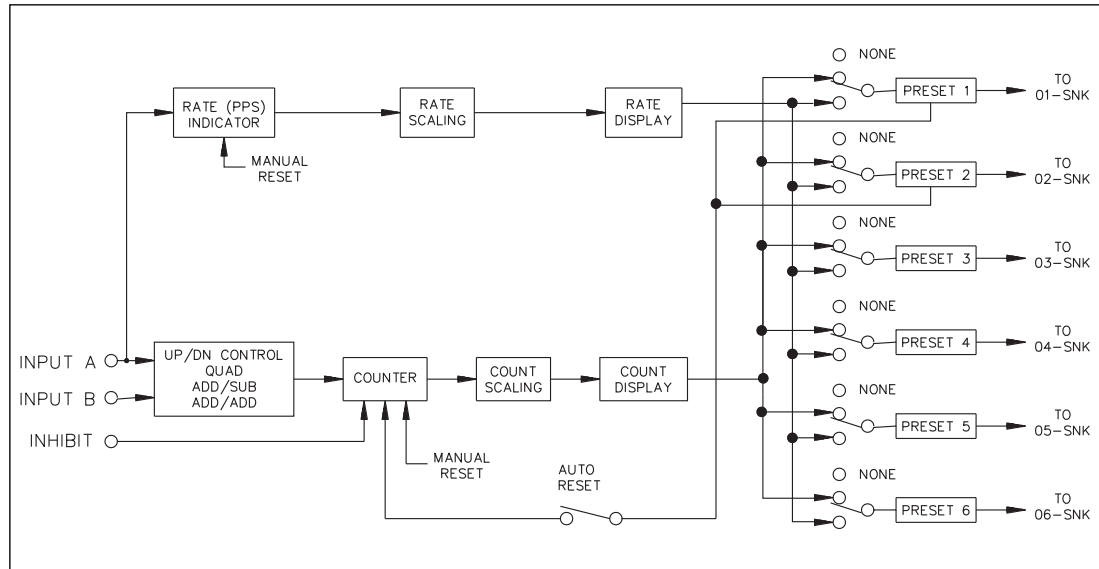 NONE
RATE (PPS)
INDICATOR
RATE
SCALING
RATE
DISPLAY
PRESET 1
TO
01-SNK
MANUAL
RESET
NONE
PRESET 2
TO
02-SNK
NONE
PRESET 3
TO
03-SNK
NONE
PRESET 4
TO
04-SNK
INPUT A
INPUT B
INHIBIT
UP/DN CONTROL
QUAD
ADD/SUB
ADD/ADD
COUNTER
COUNT
SCALING
COUNT
DISPLAY
NONE
PRESET 5
TO
05-SNK
MANUAL
RESET
AUTO
RESET
NONE
PRESET 6
TO
06-SNK